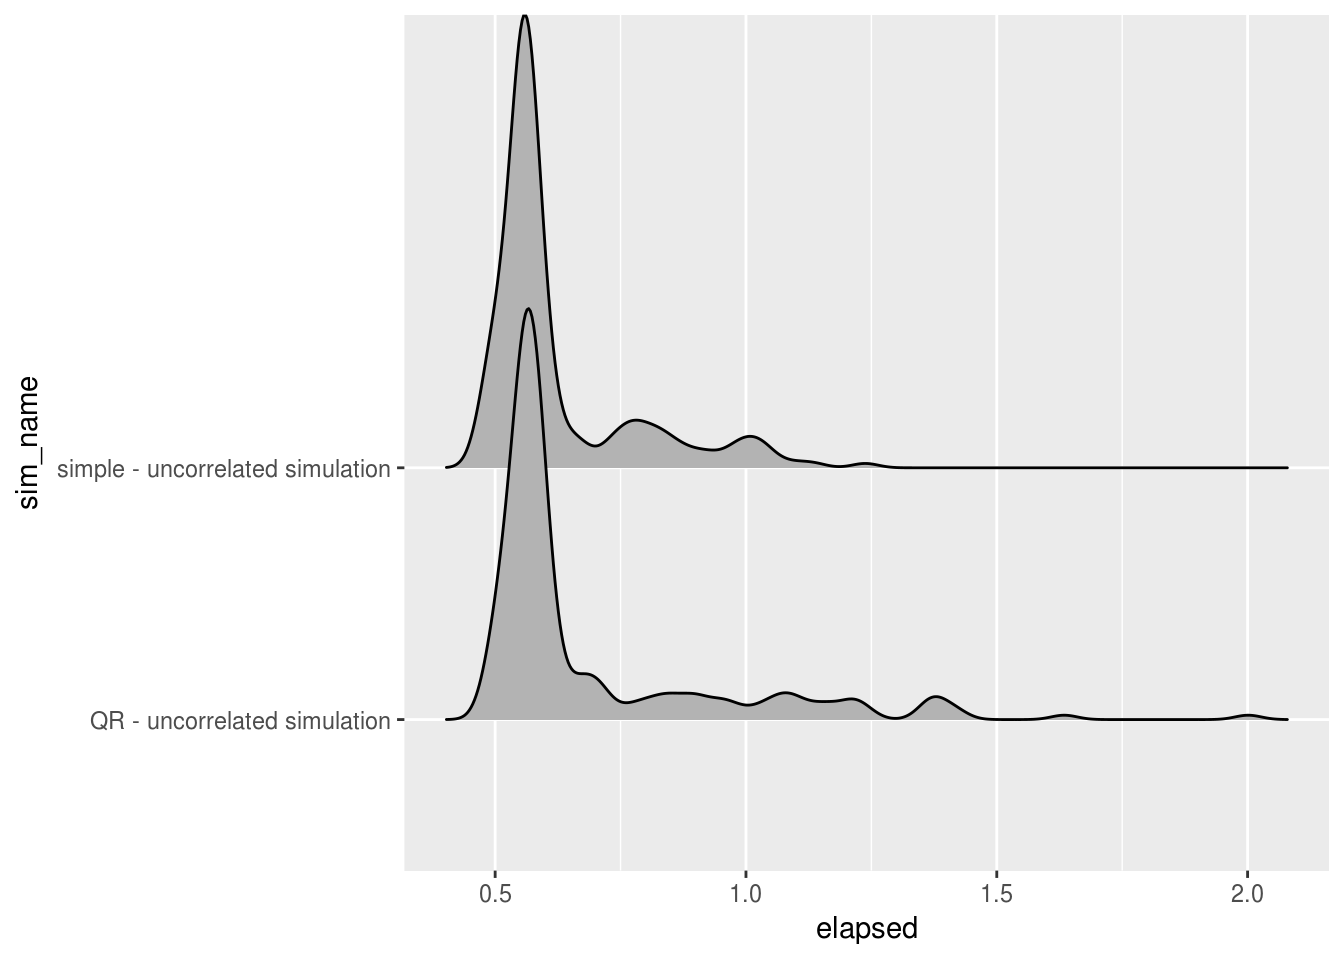 sim_name
simple - uncorrelated simulation
QR - uncorrelated simulation
0.5 1.0 1.5 2.0
elapsed